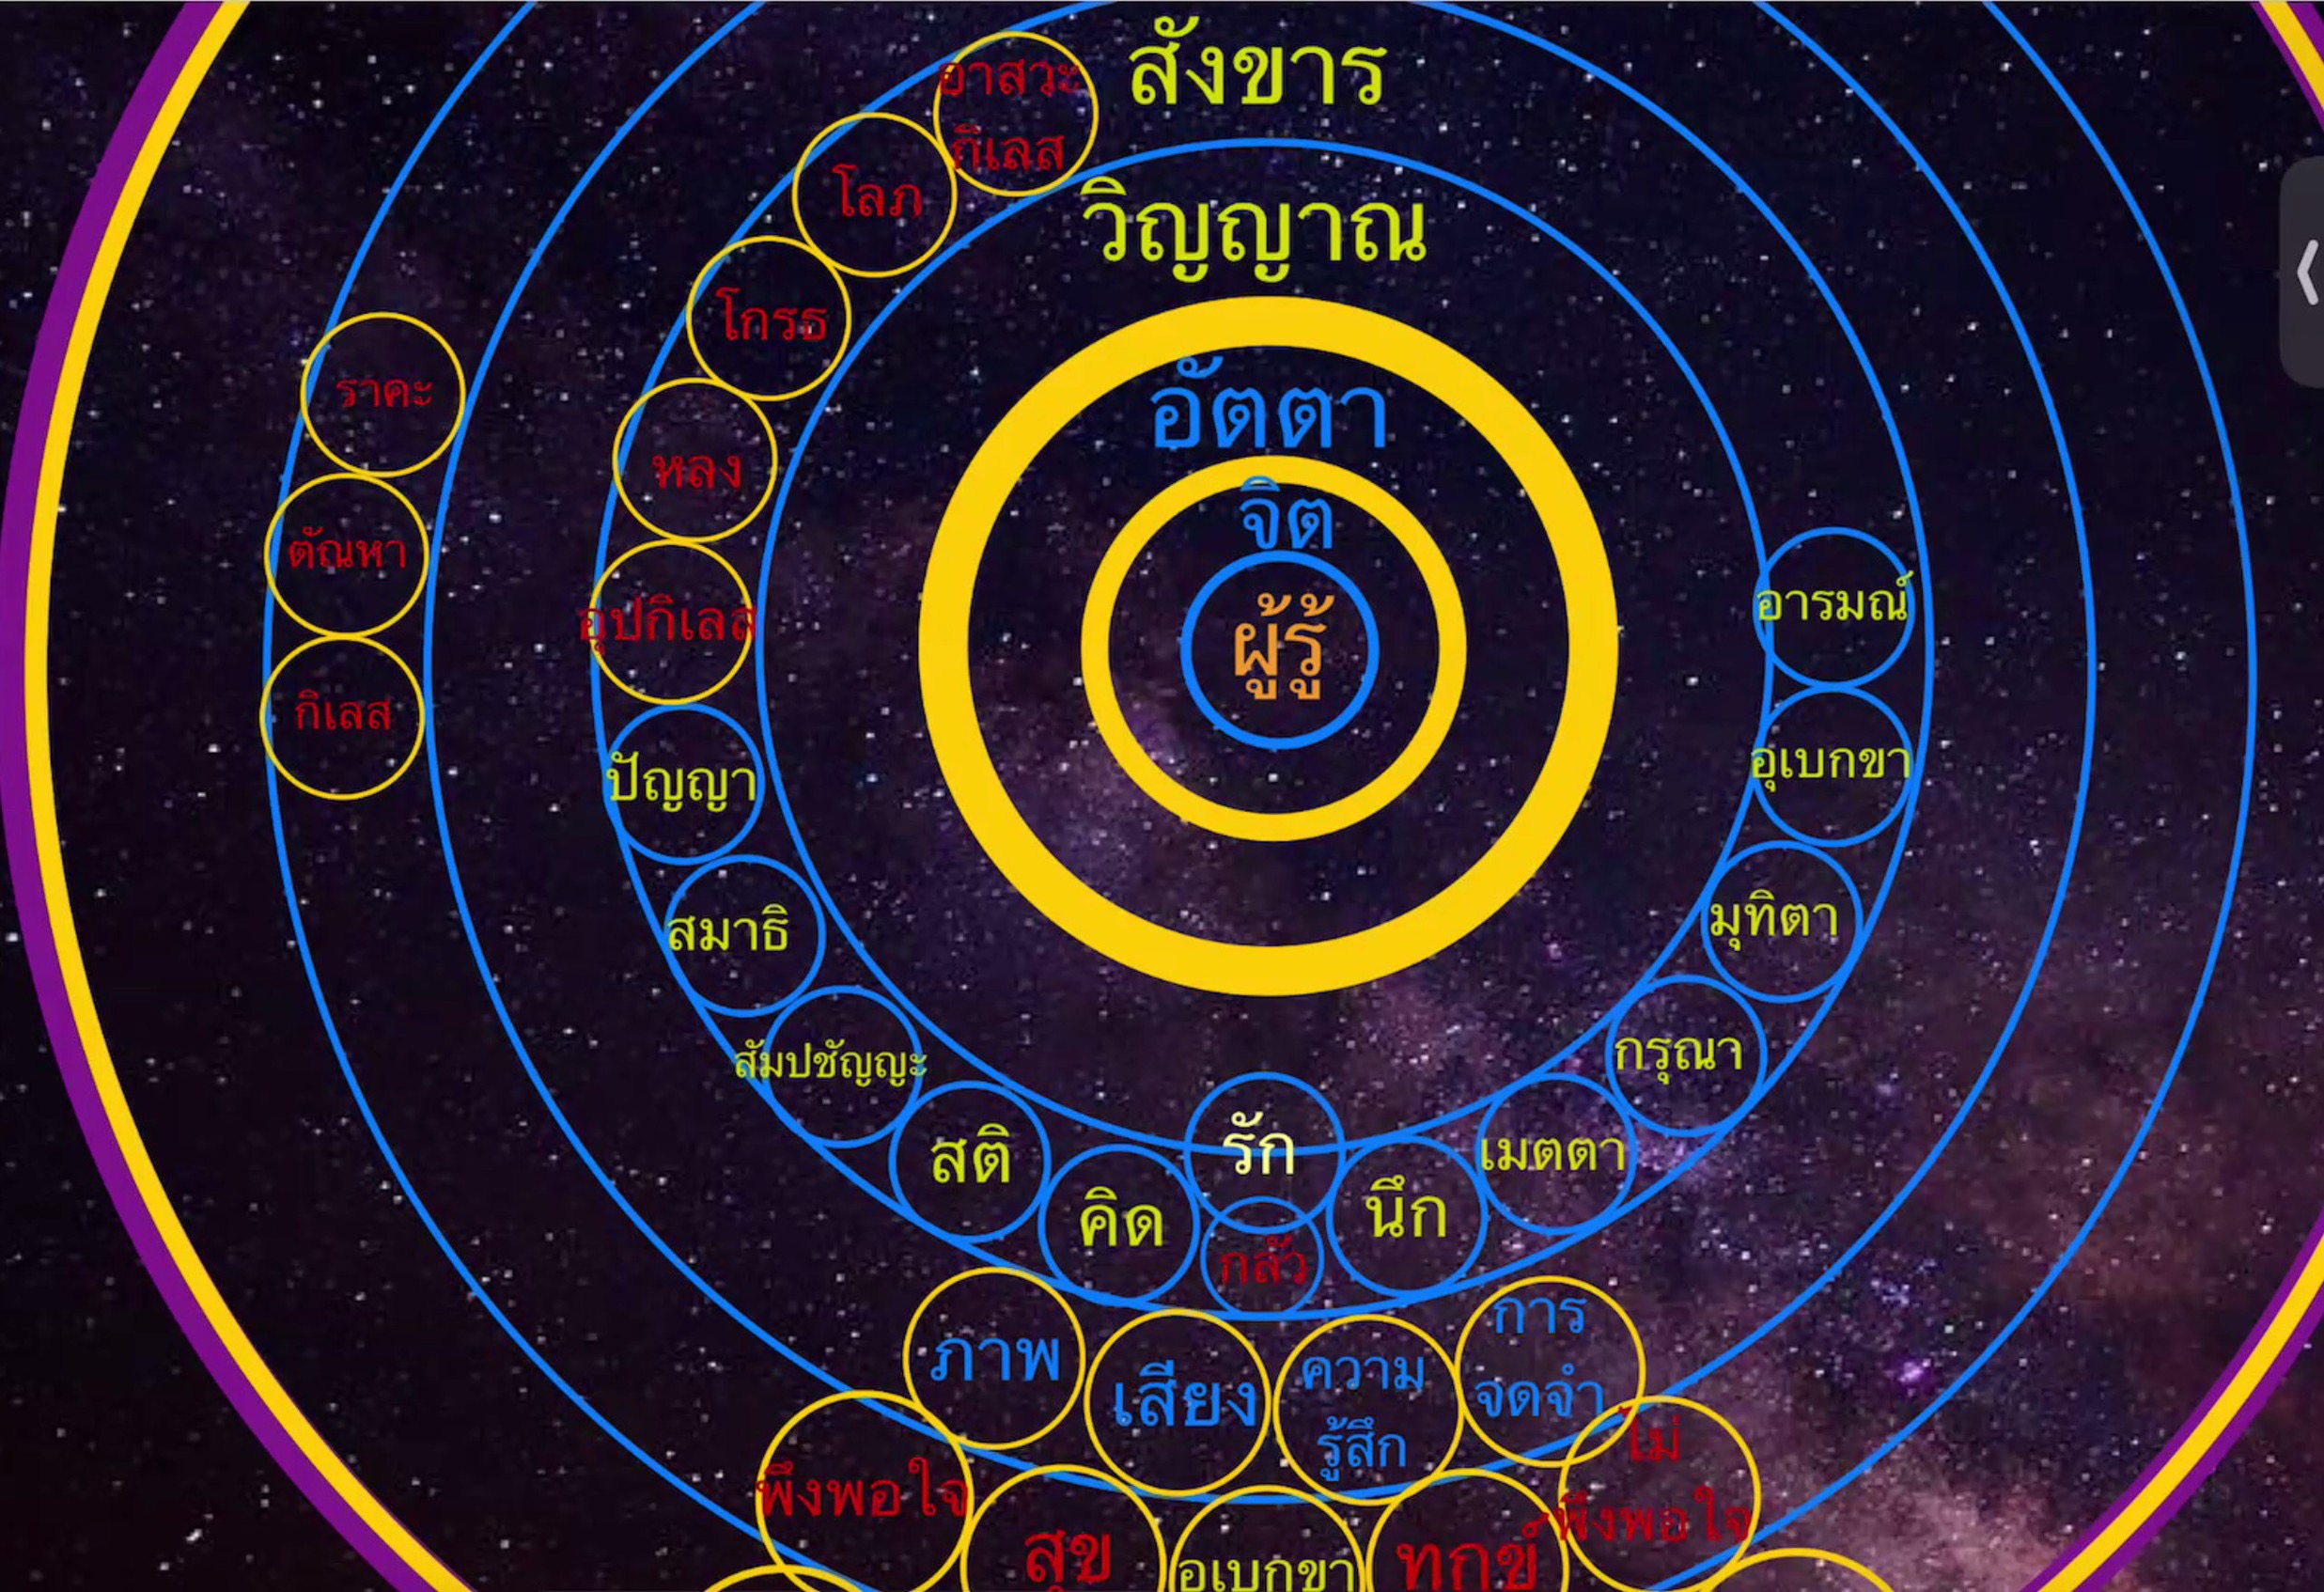 สังขาร
อาสวะ
กิเลส
โลภ
วิญญาณ
โกรธ
ราคะ
อัตตา
หลง
จิต
ตัณหา
อุปกิเลส
ผู้รู้
อารมณ์
กิเลส
ปัญญา
อุเบกขา
สมาธิ
มุทิตา
สัมปชัญญะ
กรุณา
สติ
รัก
เมตตา
คิด
นึก
กลัว
ภาพ
เสียง
ความ
รู้สึก
การ
จดจำ
พึงพอใจ
ไม่
พึงพอใจ
สุข
อุเบกขา
ทุกข์